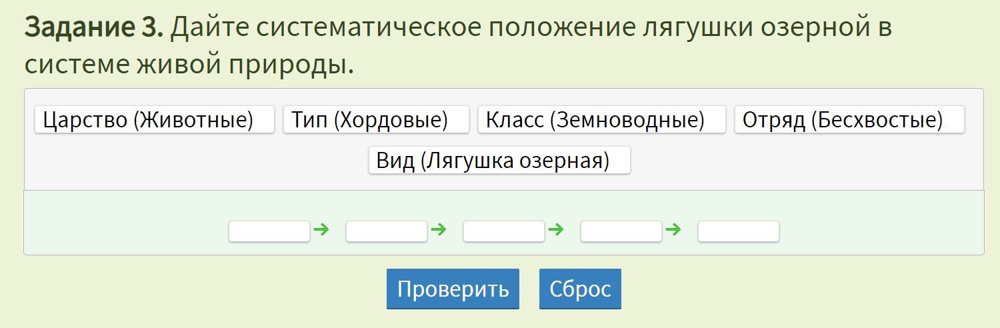 Задание 3. Дайте систематическое положение лягушки озерной в
системе живой природы.
Царство (Животные) Тип (Хордовые) Класс (Земноводные) Отряд (Бесхвостые)
Вид (Лягушка озерная)
Проверить Сброс